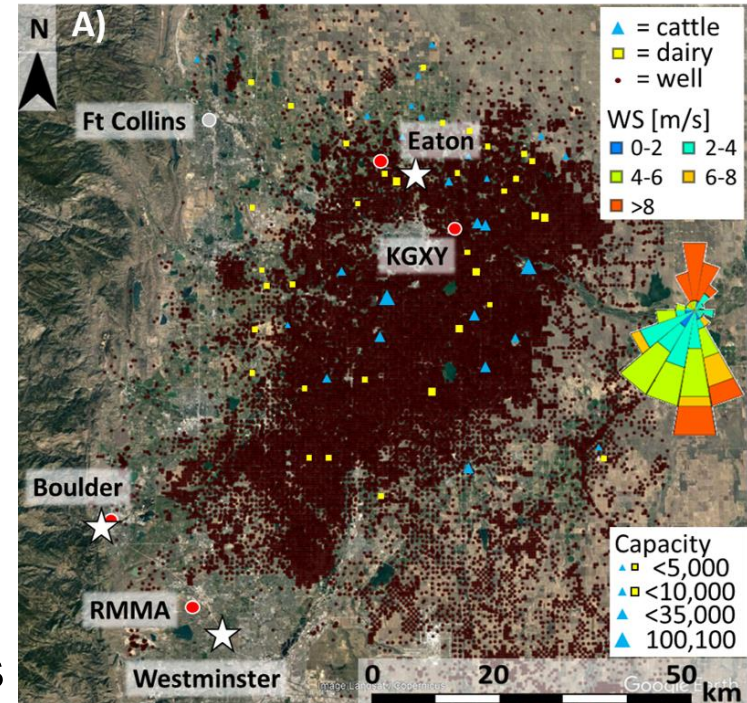 A)
N
= cattle
= dairy
= well
WS [m/s]
0-2 2-4
4-6 6-8
>8
Ft Collins
Eaton
KGXY
Boulder
RMMA
Westminster
Capacity
<5,000
<10,000
<35,000
100,100
0 20 50
km
Image Landsat / Copernicus
Google Earth
s